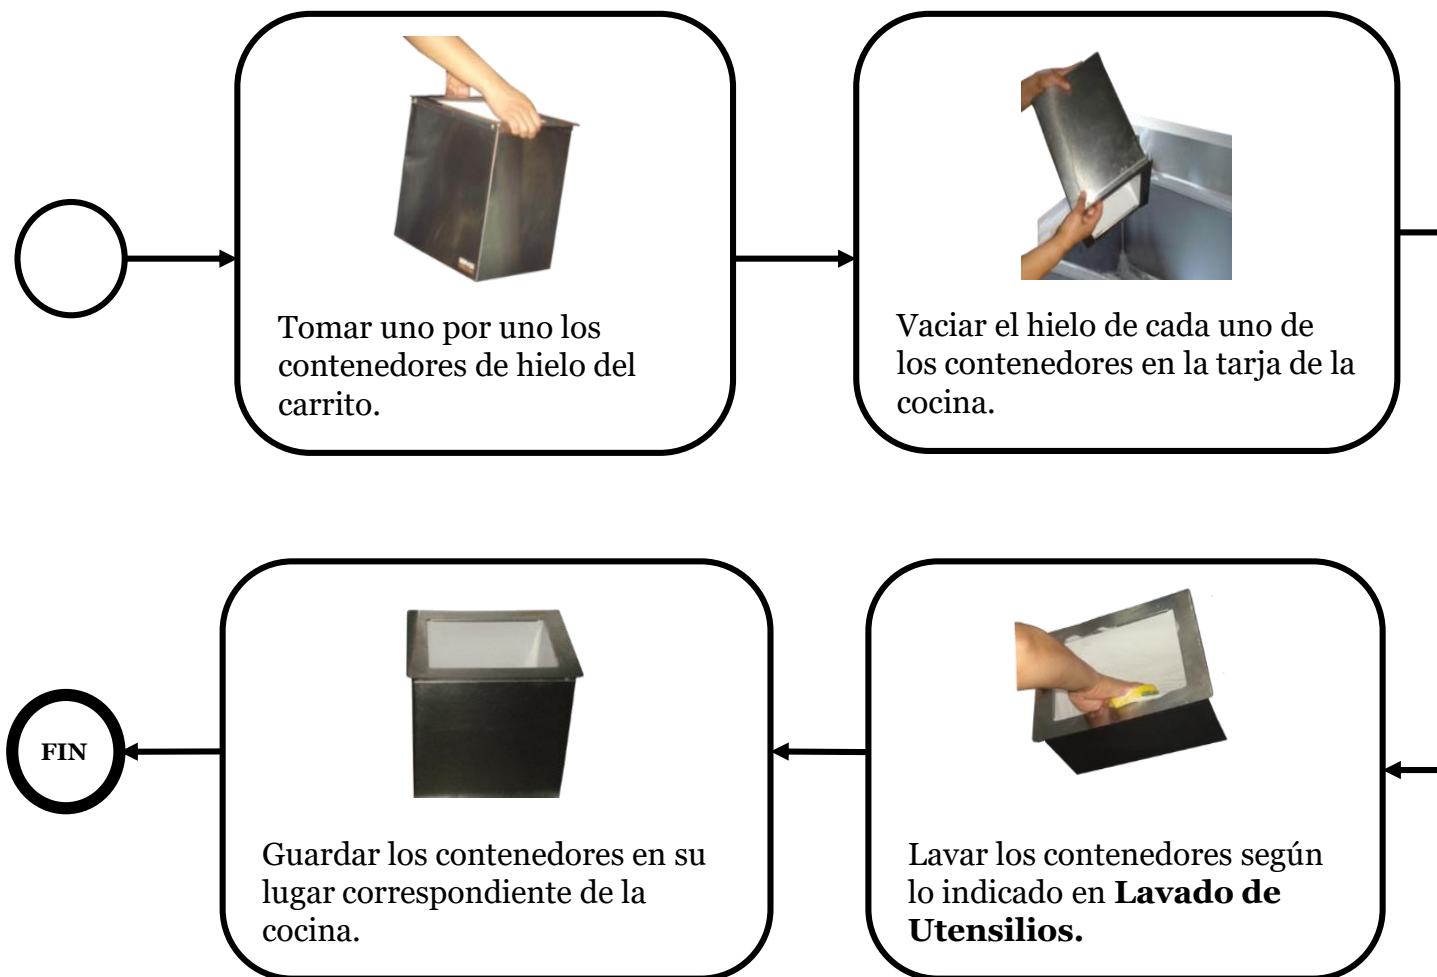 Tomar uno por uno los
contenedores de hielo del
carrito.
Vaciar el hielo de cada uno de
los contenedores en la tarja de la
cocina.
Lavar los contenedores según
lo indicado en Lavado de
Utensilios.
Guardar los contenedores en su
lugar correspondiente de la
cocina.
FIN